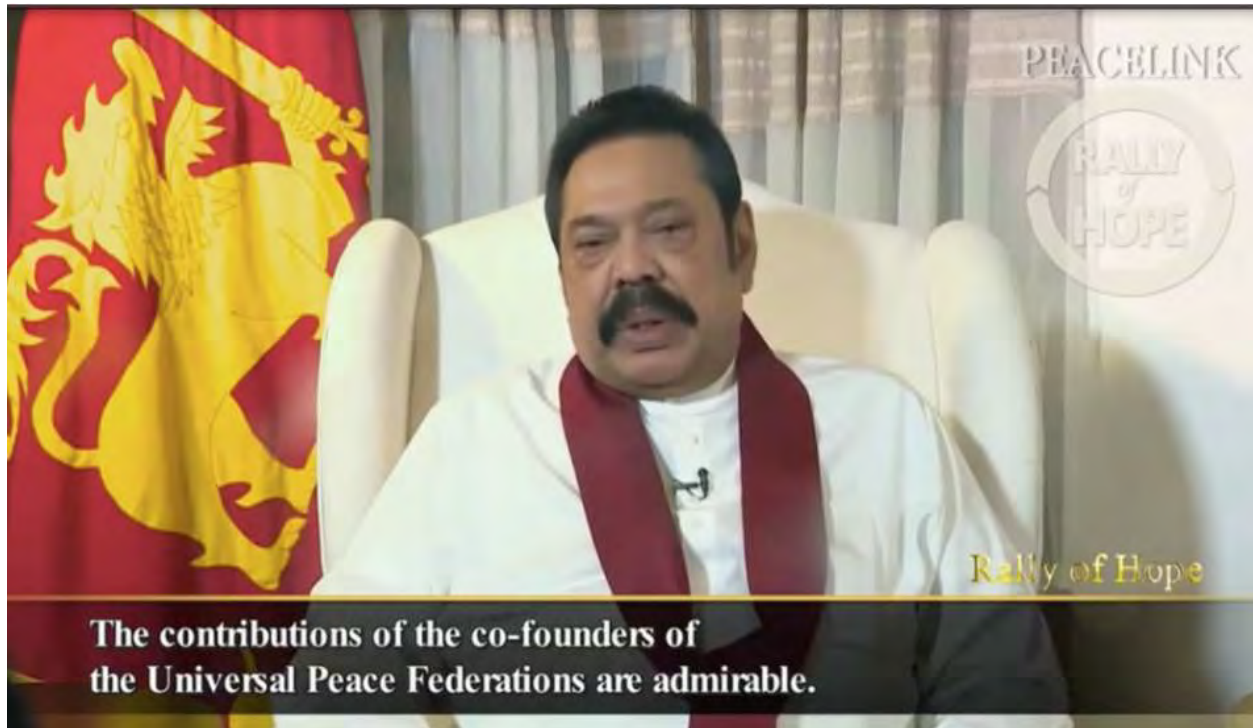 PEACELINK
RALLY
of
HOPE
Rally of Hope
The contributions of the co-founders of
the Universal Peace Federations are admirable.